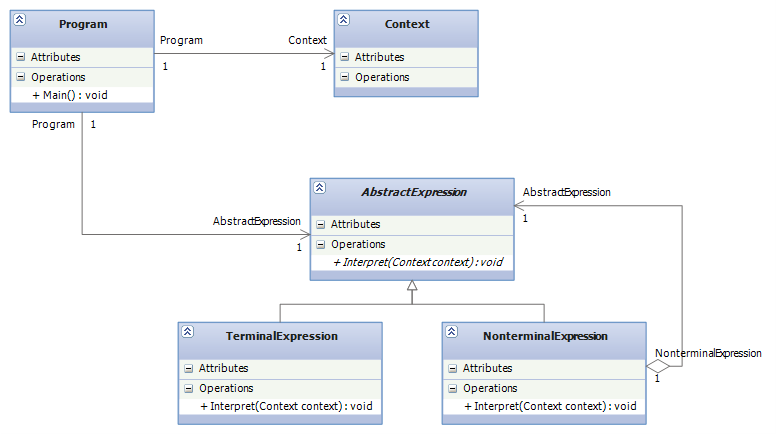 Program
Attributes
Operations
+ Main() : void
Program
1
Context
1
Context
Attributes
Operations
Program
1
AbstractExpression
1
AbstractExpression
Attributes
Operations
+ Interpret(Context context) : void
AbstractExpression
1
TerminalExpression
Attributes
Operations
+ Interpret(Context context) : void
NonterminalExpression
Attributes
Operations
+ Interpret(Context context) : void
NonterminalExpression
1